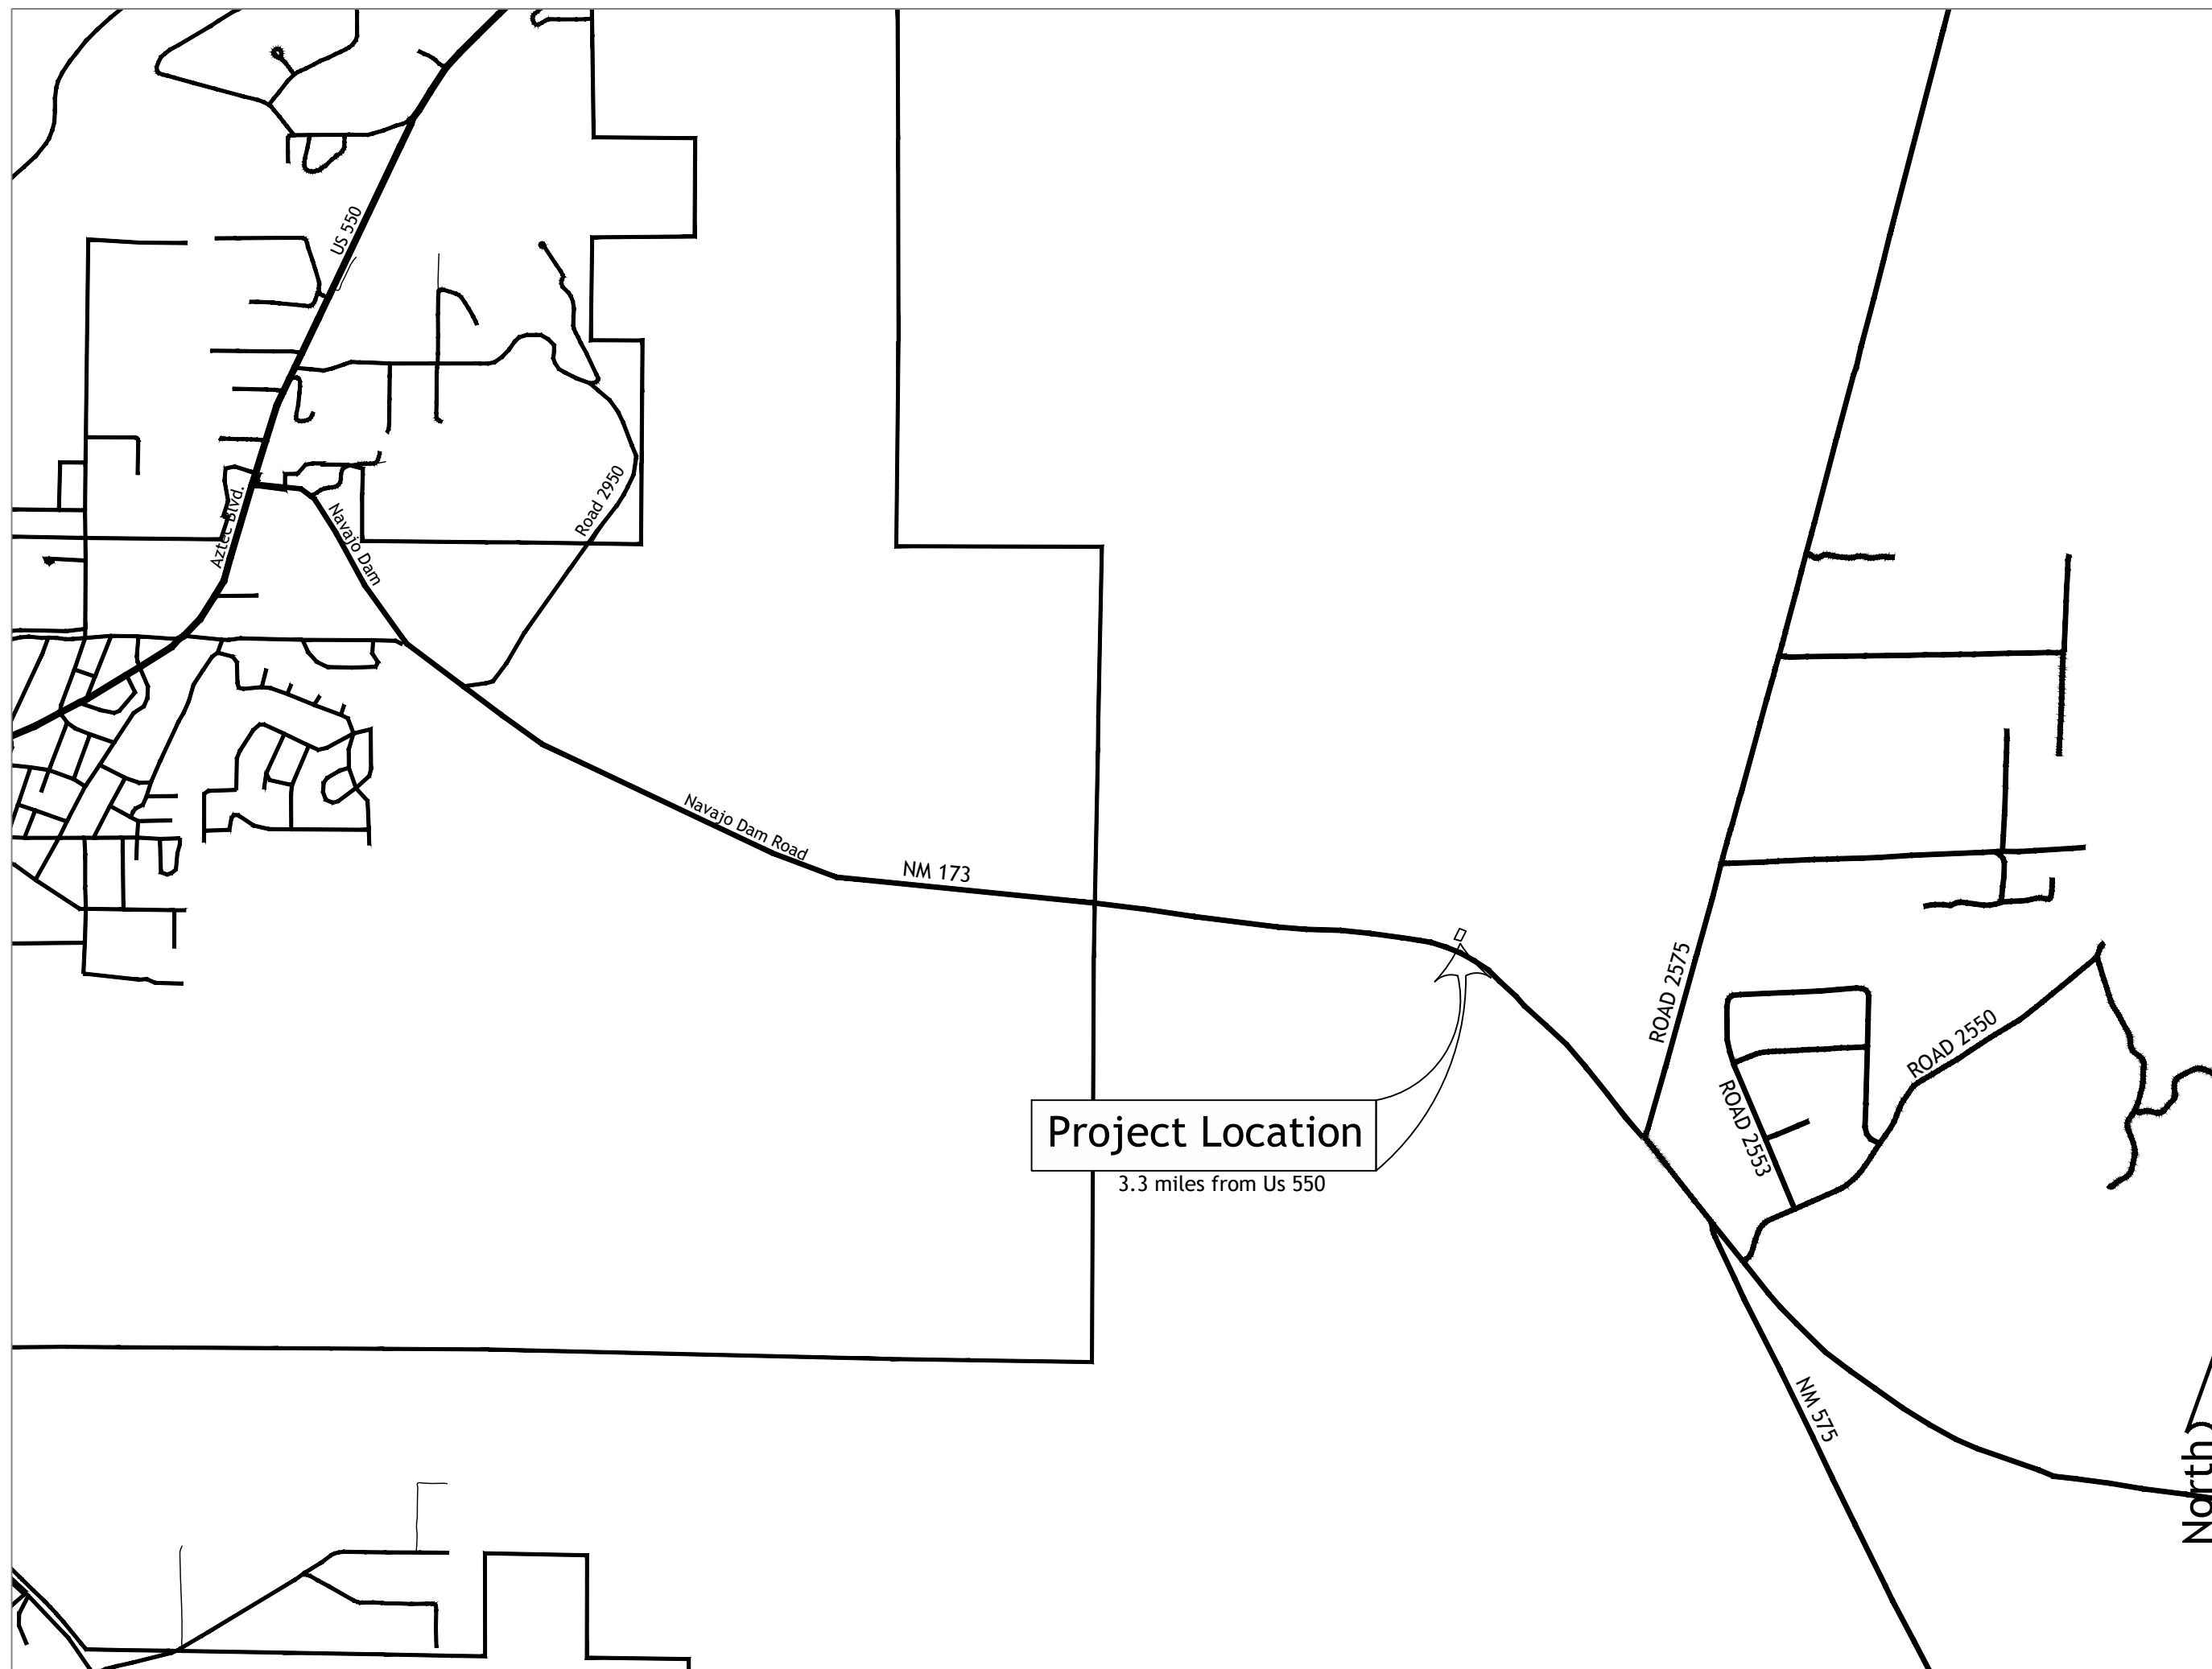 US 550
Road 2950
Aztec Blvd.
Navajo Dam
Navajo Dam Road
NM 173
ROAD 2575
ROAD 2550
ROAD 2553
Project Location
3.3 miles from Us 550
NM 575
North